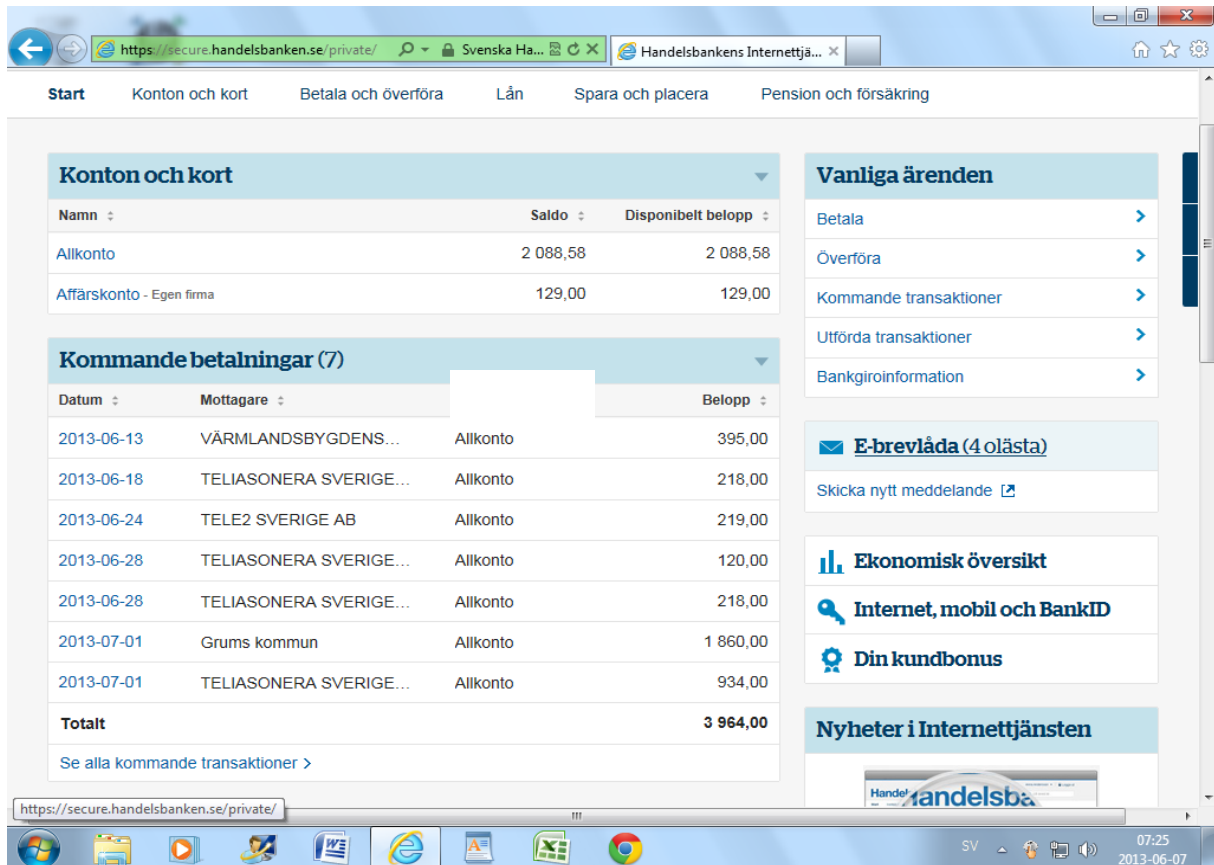 https://secure.handelsbanken.se/private/ Svenska Ha... Handelsbankens Internettjä...
Start Konton och kort Betala och överföra Lån Spara och placera Pension och försäkring
Konton och kort
Namn Saldo Disponibelt belopp
Allkonto 2 088,58 2 088,58
Affärskonto - Egen firma 129,00 129,00
Kommande betalningar (7)
Datum Mottagare Belopp
2013-06-13 VÄRMLANDSBYGDENS... Allkonto 395,00
2013-06-18 TELIASONERA SVERIGE... Allkonto 218,00
2013-06-24 TELE2 SVERIGE AB Allkonto 219,00
2013-06-28 TELIASONERA SVERIGE... Allkonto 120,00
2013-06-28 TELIASONERA SVERIGE... Allkonto 218,00
2013-07-01 Grums kommun Allkonto 1 860,00
2013-07-01 TELIASONERA SVERIGE... Allkonto 934,00
Totalt 3 964,00
Se alla kommande transaktioner
Vanliga ärenden
Betala
Överföra
Kommande transaktioner
Utförda transaktioner
Bankgiroinformation
E-brevlåda (4 olästa)
Skicka nytt meddelande
Ekonomisk översikt
Internet, mobil och BankID
Din kundbonus
Nyheter i Internettjänsten
Handel andelsba
https://secure.handelsbanken.se/private/
SV 07:25
2013-06-07